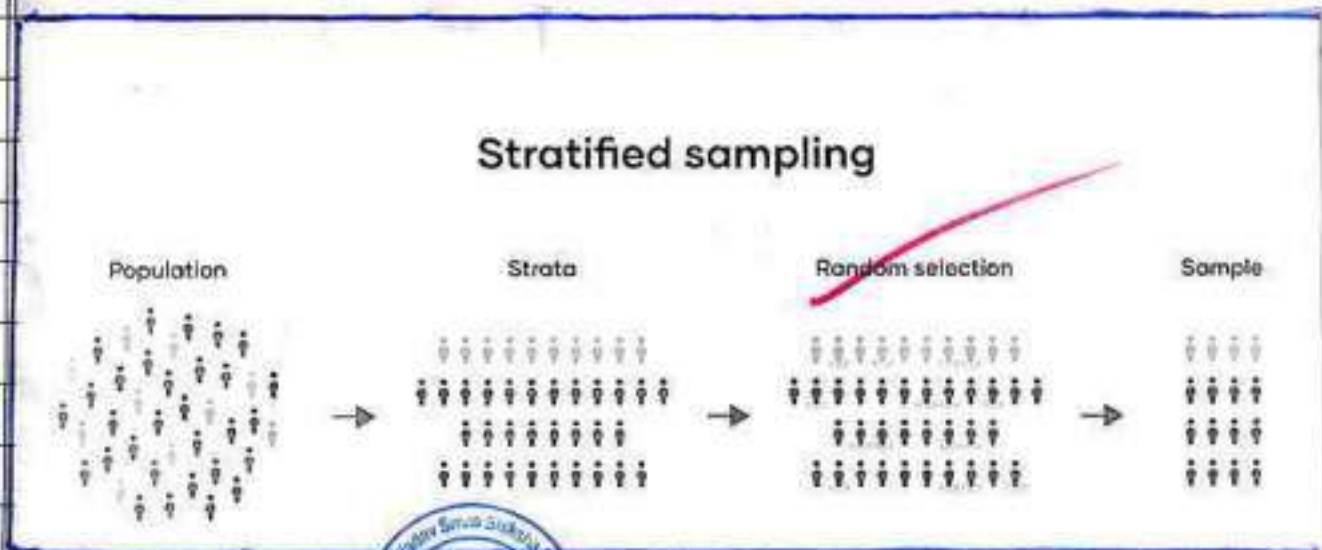 Stratified sampling
Population
Strata
Random selection
Sample